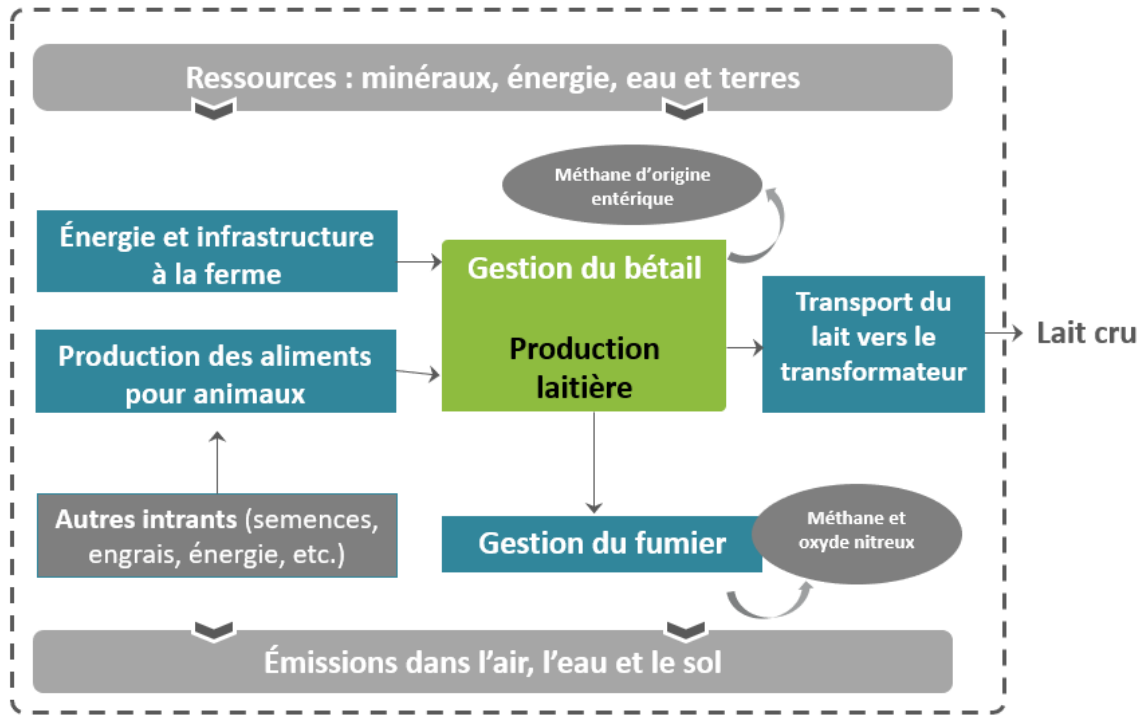 Ressources : minéraux, énergie, eau et terres
Méthane d’origine
entérique
Énergie et infrastructure
à la ferme
Gestion du bétail
Production
laitière
Transport du
lait vers le
transformateur
Lait cru
Production des aliments
pour animaux
Autres intrants (semences,
engrais, énergie, etc.)
Gestion du fumier
Méthane et
oxyde nitreux
Émissions dans l’air, l’eau et le sol